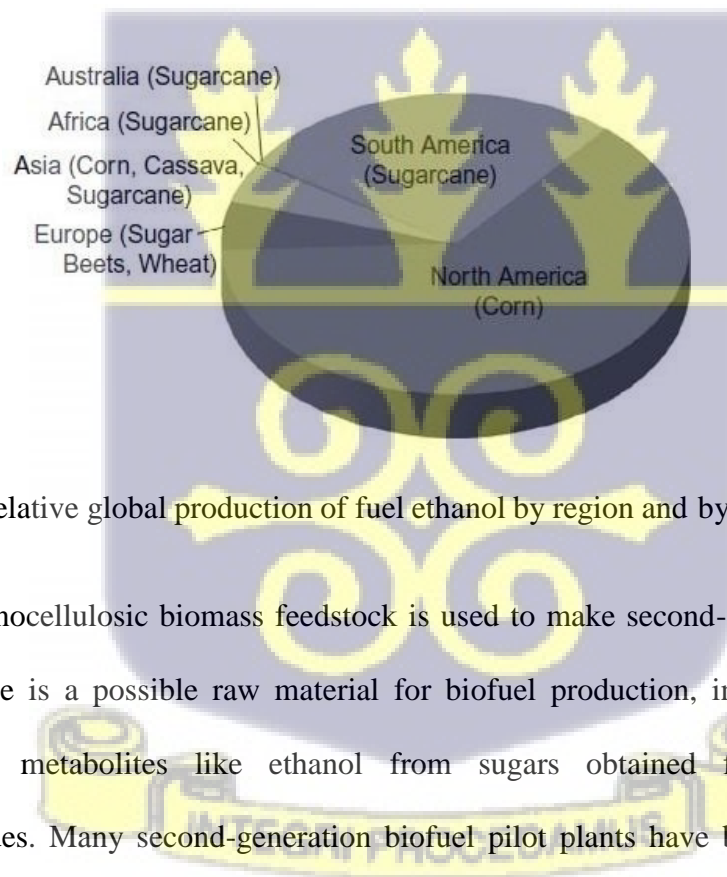 Australia (Sugarcane)
Africa (Sugarcane)
Asia (Corn, Cassava,
Sugarcane)
Europe (Sugar
Beets, Wheat)
South America
(Sugarcane)
North America
(Corn)
elative global production of fuel ethanol by region and by
nocellulosic biomass feedstock is used to make second-
e is a possible raw material for biofuel production, in
metabolites like ethanol from sugars obtained f
es. Many second-generation biofuel pilot plants have b
INTEGRI PROCEDAMUS